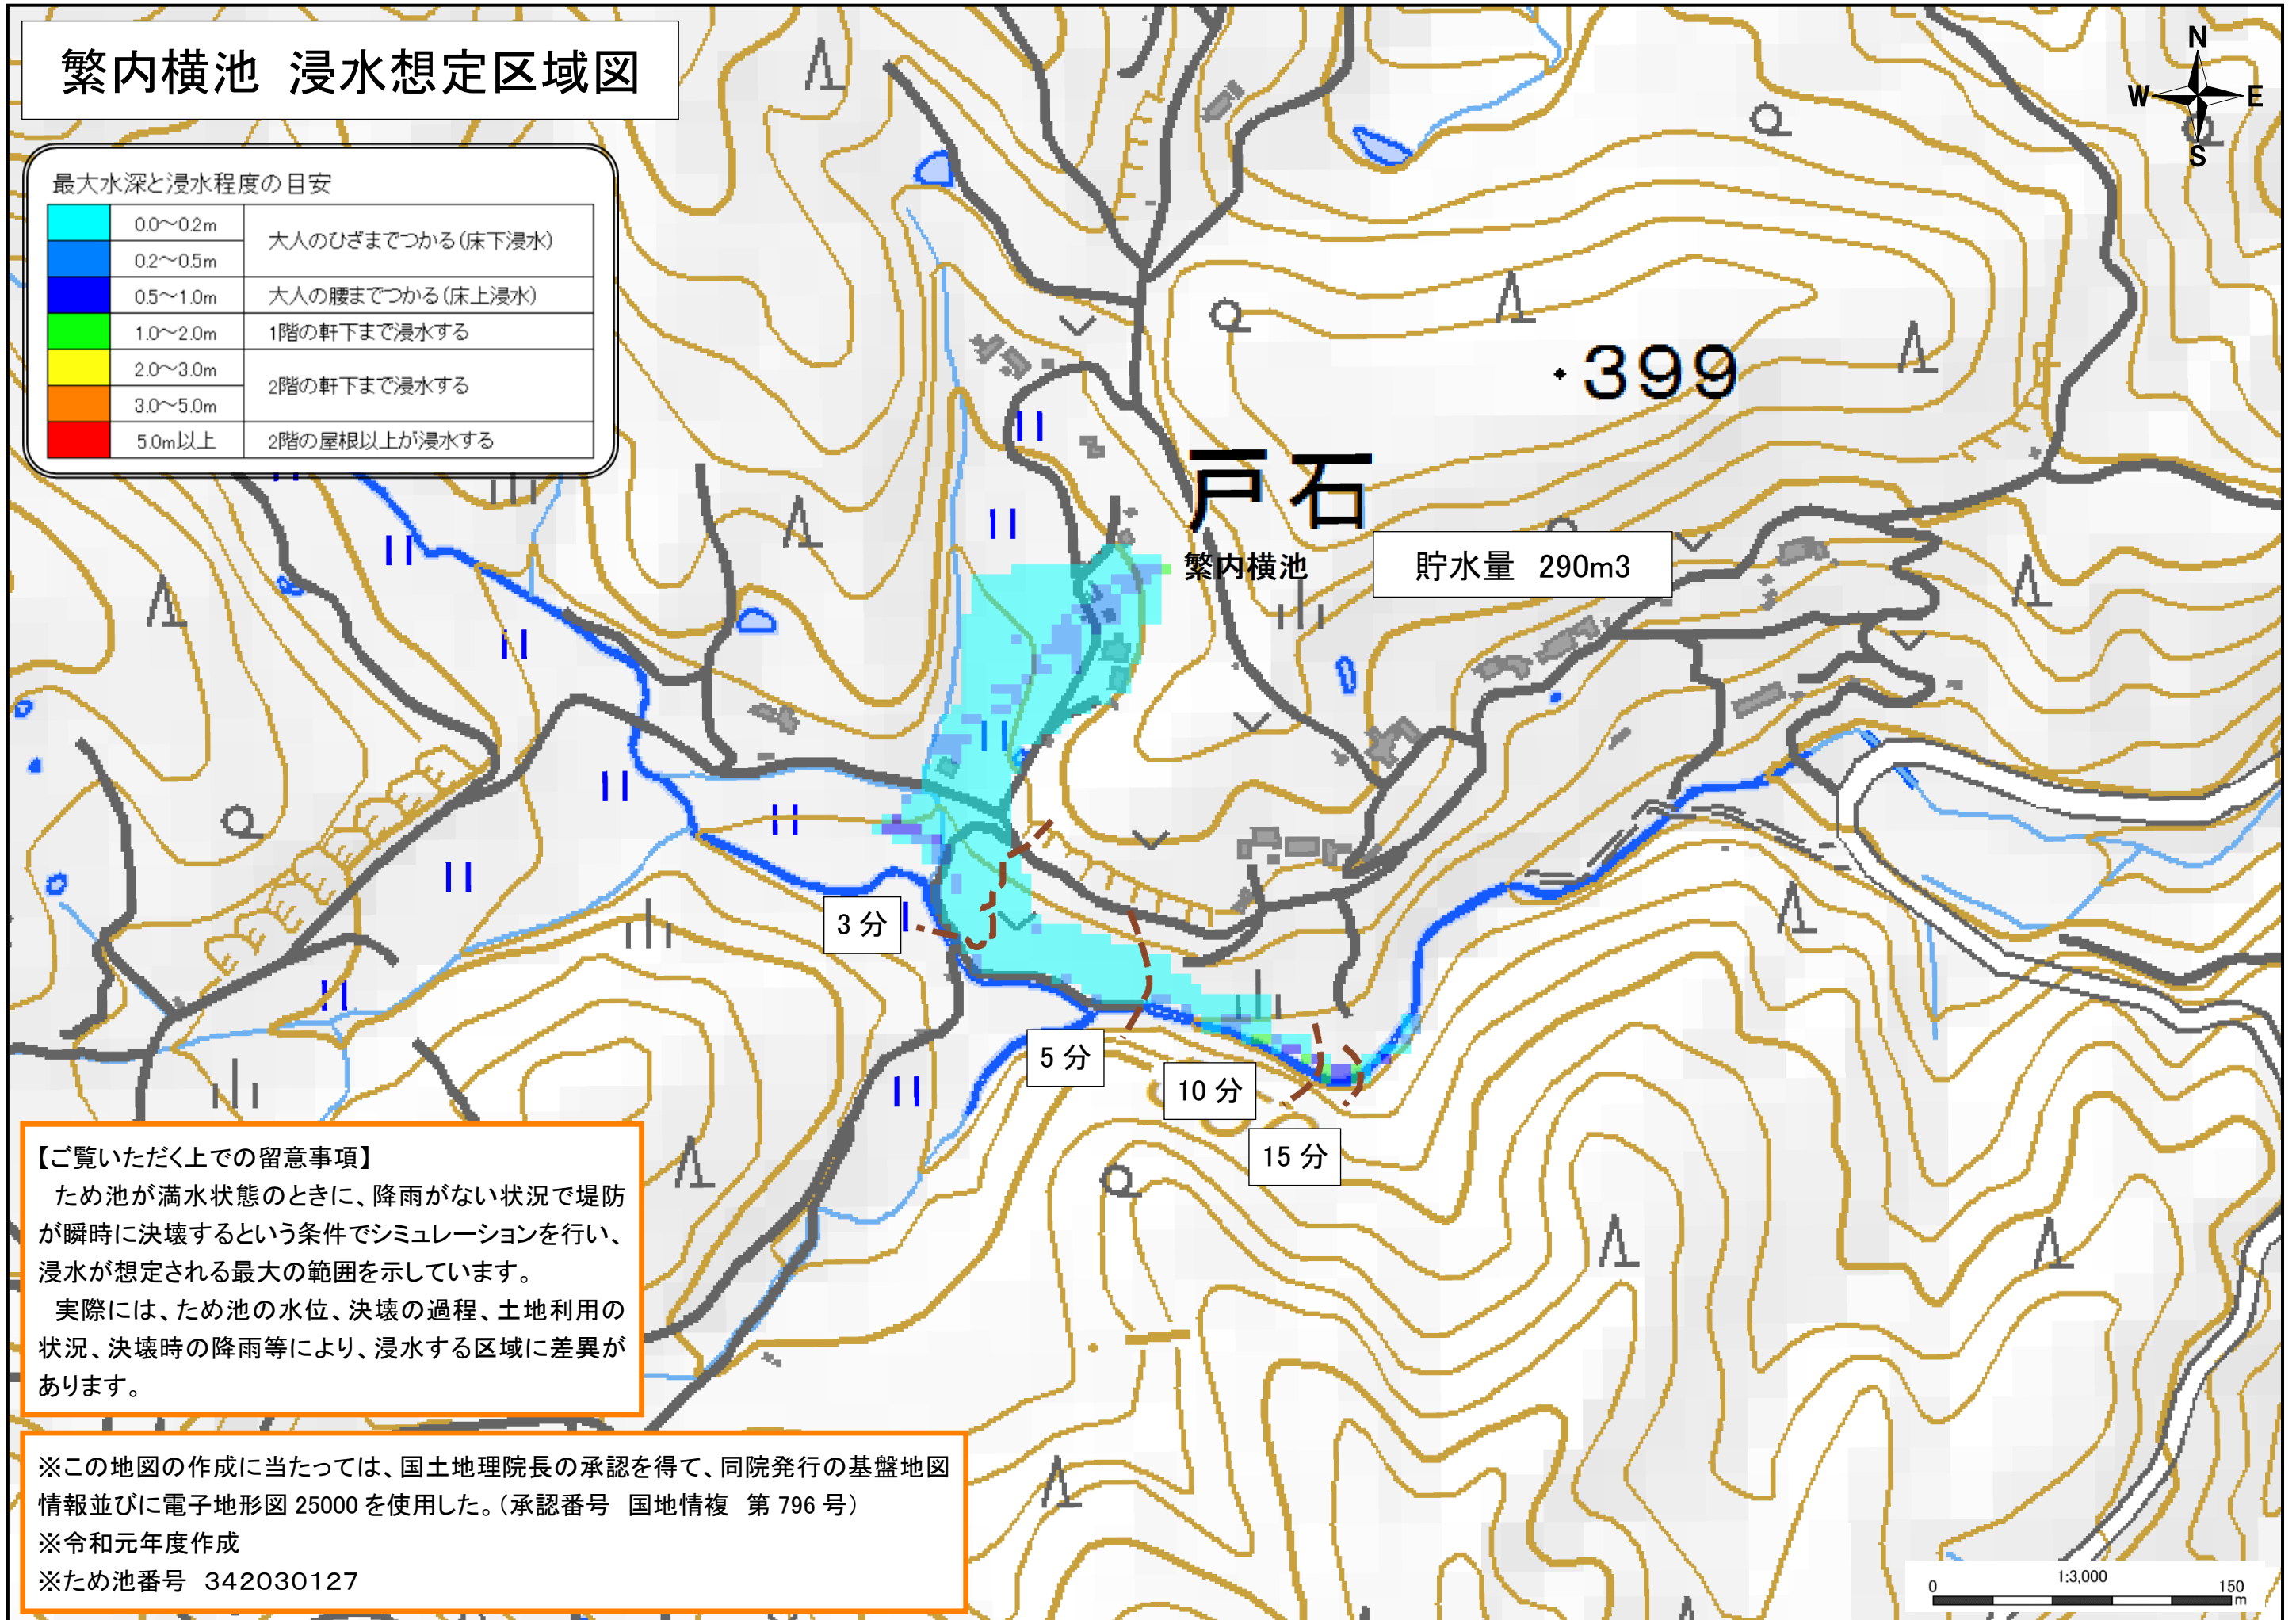 繁内横池 浸水想定区域図
N
W
E
S
最大水深と浸水程度の目安
0.0～0.2m
大人のひざまでつかる(床下浸水)
0.2～0.5m
0.5～1.0m
大人の腰までつかる(床上浸水)
1.0～2.0m
1階の軒下まで浸水する
2.0～3.0m
2階の軒下まで浸水する
3.0～5.0m
5.0m以上
2階の屋根以上が浸水する
399
戸石
繁内横池
貯水量 290m3
3 分
5 分
10 分
15 分
【ご覧いただく上での留意事項】
ため池が満水状態のときに、降雨がない状況で堤防
が瞬時に決壊するという条件でシミュレーションを行い、
浸水が想定される最大の範囲を示しています。
実際には、ため池の水位、決壊の過程、土地利用の
状況、決壊時の降雨等により、浸水する区域に差異が
あります。
※この地図の作成に当たっては、国土地理院長の承認を得て、同院発行の基盤地図
情報並びに電子地形図 25000 を使用した。（承認番号 国地情複 第 796 号）
※令和元年度作成
※ため池番号 342030127
1:3,000
0
150
m